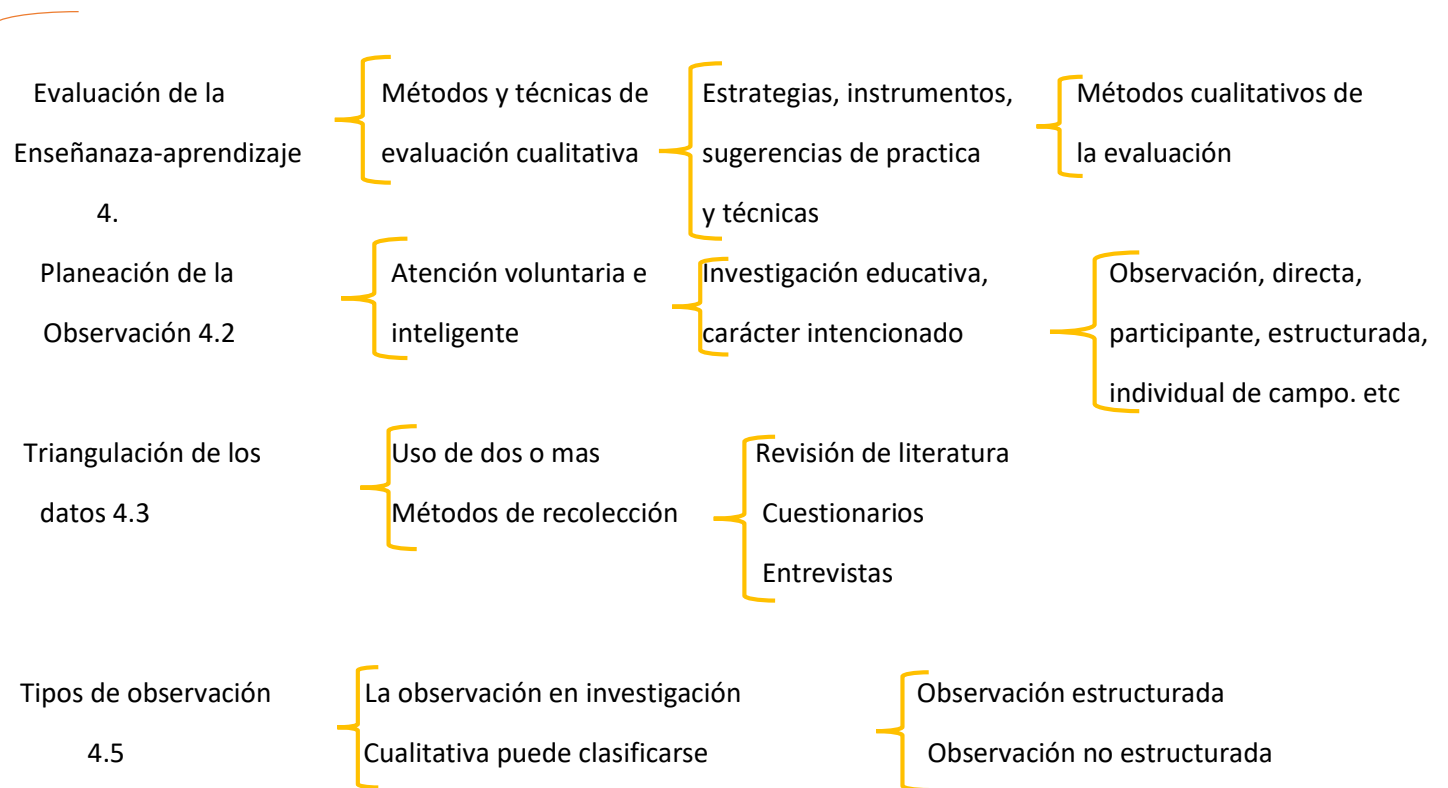 Evaluación de la
Enseñanaza-aprendizaje
4.
Métodos y técnicas de
evaluación cualitativa
Estrategias, instrumentos,
sugerencias de practica
y técnicas
Métodos cualitativos de
la evaluación
Planeación de la
Observación 4.2
Atención voluntaria e
inteligente
Investigación educativa,
carácter intencionado
Observación, directa,
participante, estructurada,
individual de campo. etc
Triangulación de los
datos 4.3
Uso de dos o mas
Métodos de recolección
Revisión de literatura
Cuestionarios
Entrevistas
Tipos de observación
4.5
La observación en investigación
Cualitativa puede clasificarse
Observación estructurada
Observación no estructurada